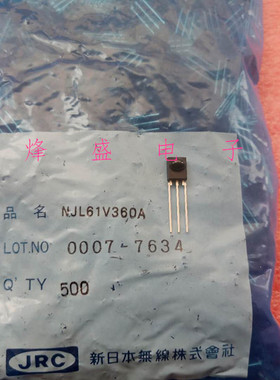 烽 盛 电 子
品 名 NJL61V360A
LOT.NO 0007-7634
Q'TY 500
JRC 新日本無線株式會社